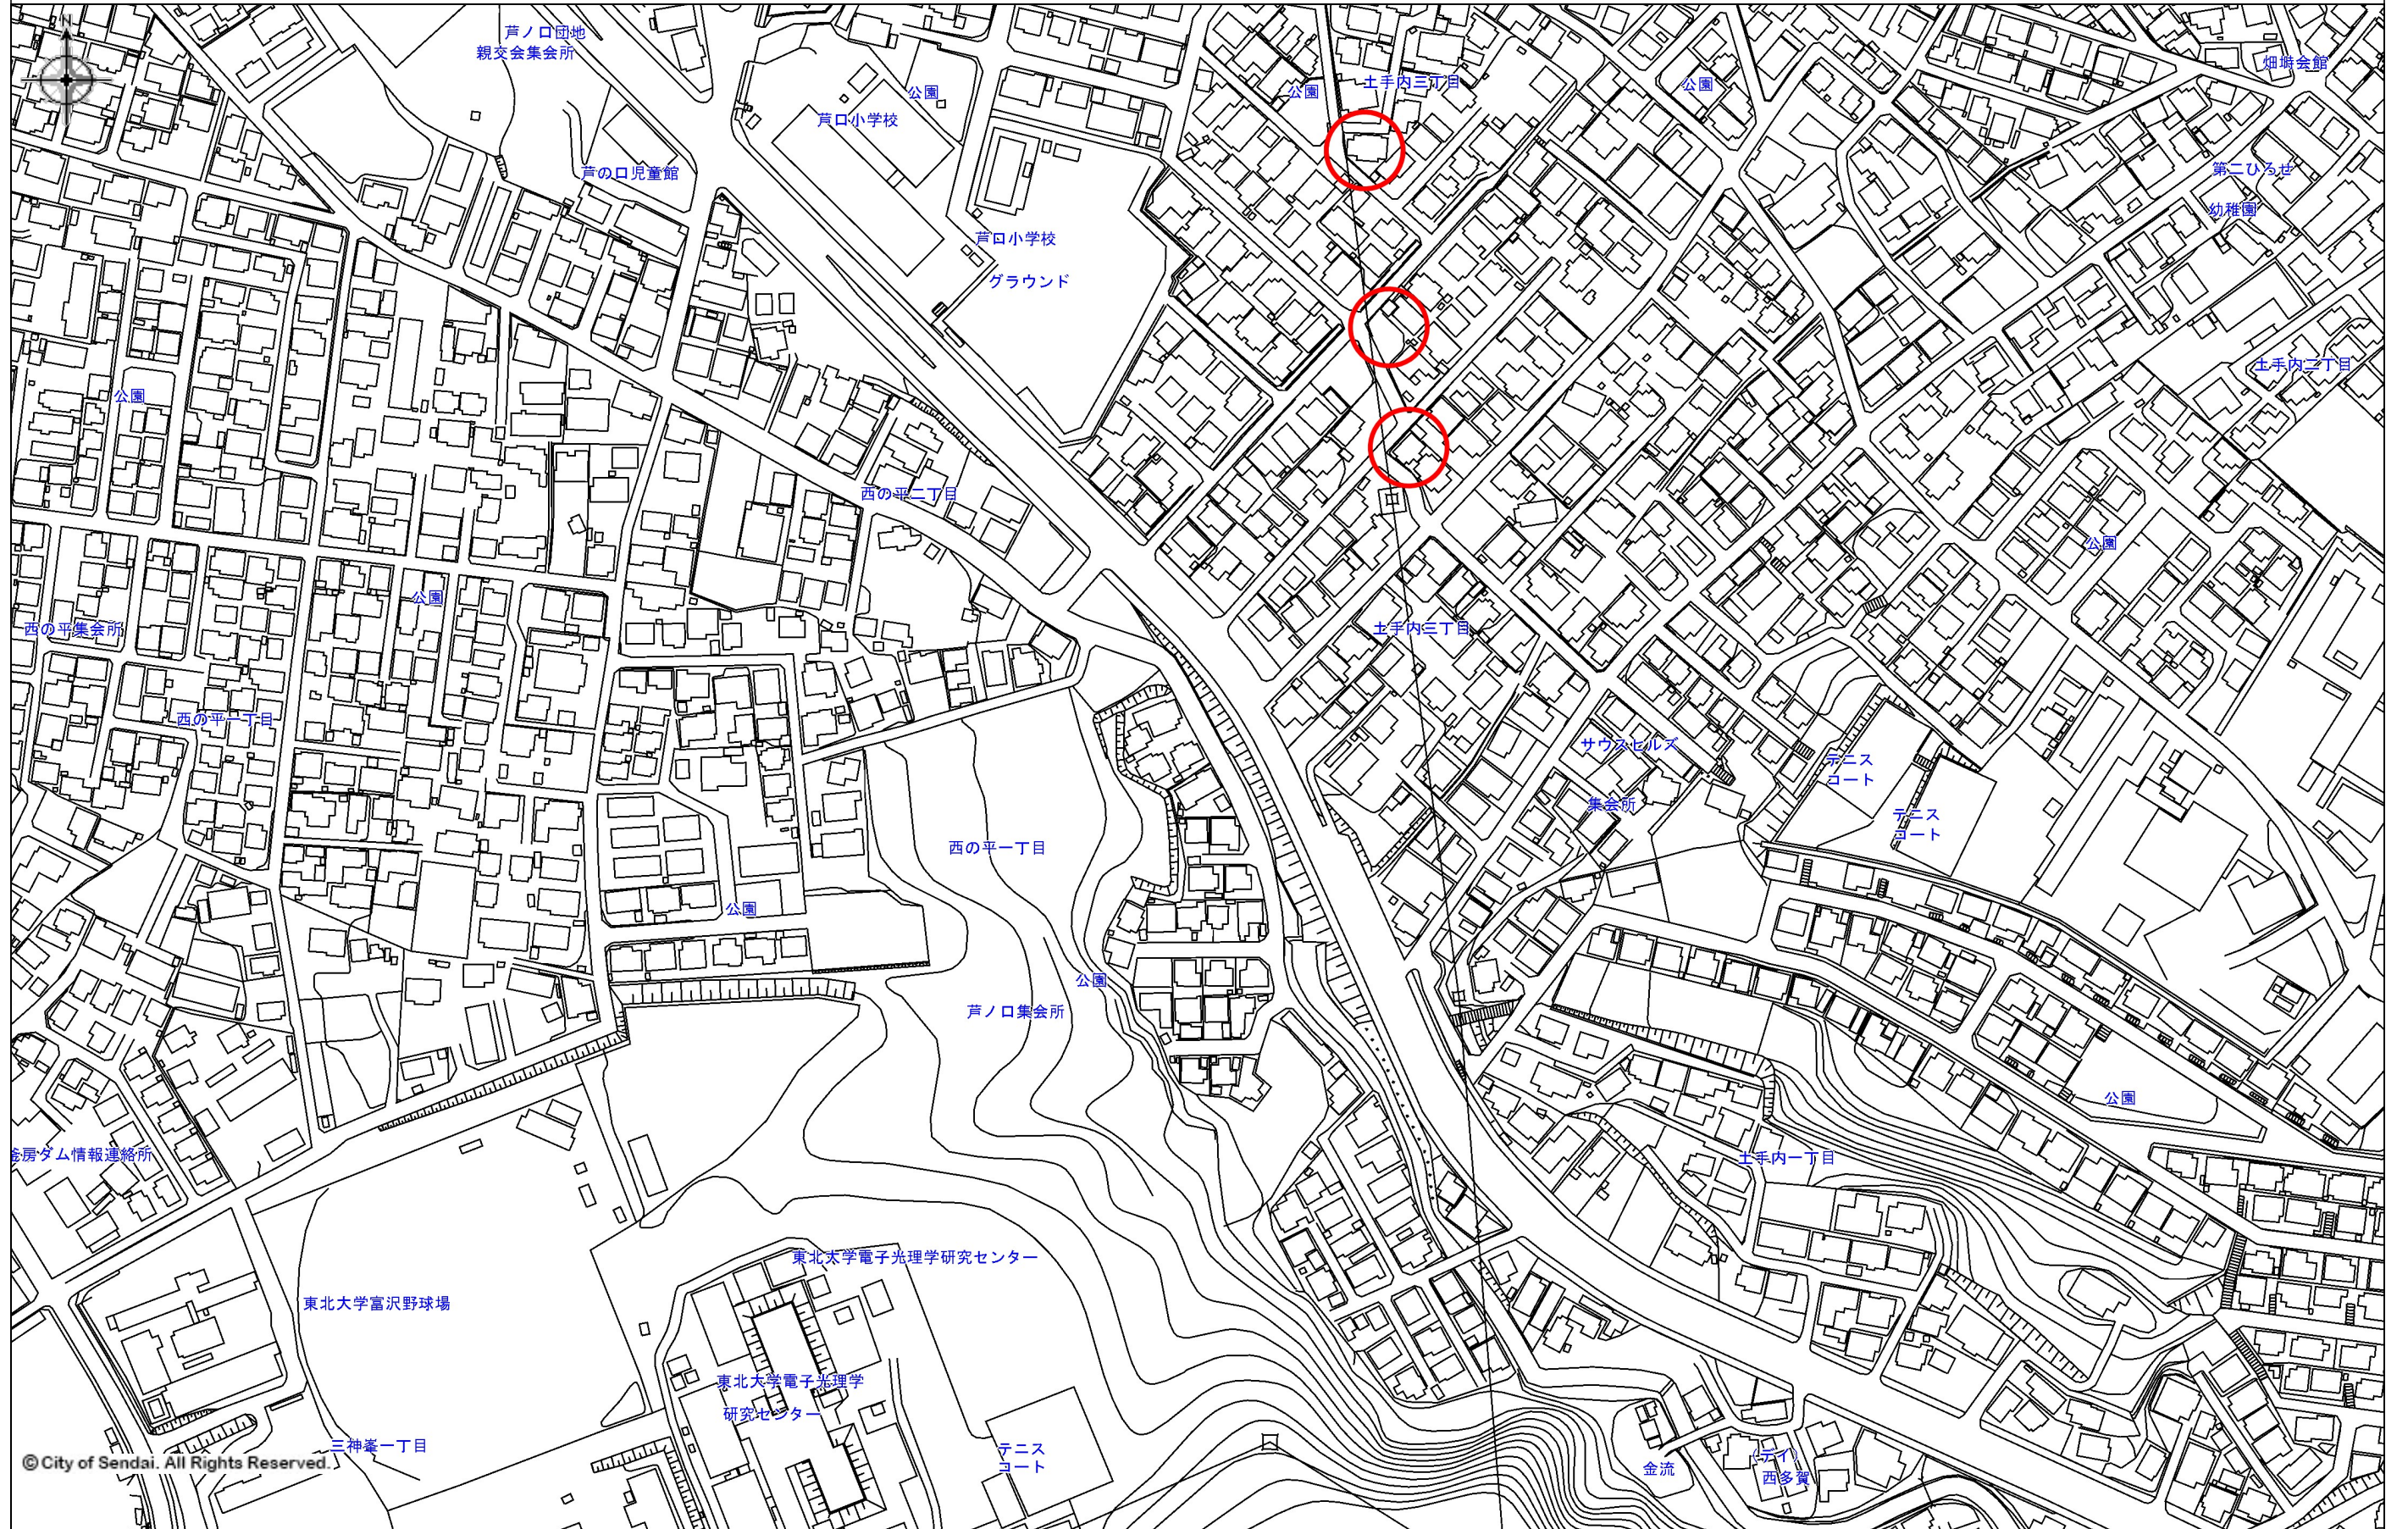 N
芦ノ口団地
親交会集会所
公園
芦口小学校
芦の口児童館
芦口小学校
グラウンド
公園
土手内三丁目
公園
畑埘会館
第二ひろせ
幼稚園
土手内二丁目
公園
西の平二丁目
公園
公園
西の平集会所
土手内三丁目
西の平一丁目
サウスヒルズ
集会所
テニス
コート
テニス
コート
西の平一丁目
公園
公園
芦ノ口集会所
公園
釜房ダム情報連絡所
土手内一丁目
東北大学電子光理学研究センター
東北大学富沢野球場
東北大学電子光理学
研究センター
三神峯一丁目
テニス
コート
金流
(デイ)
西多賀
©City of Sendai. All Rights Reserved.